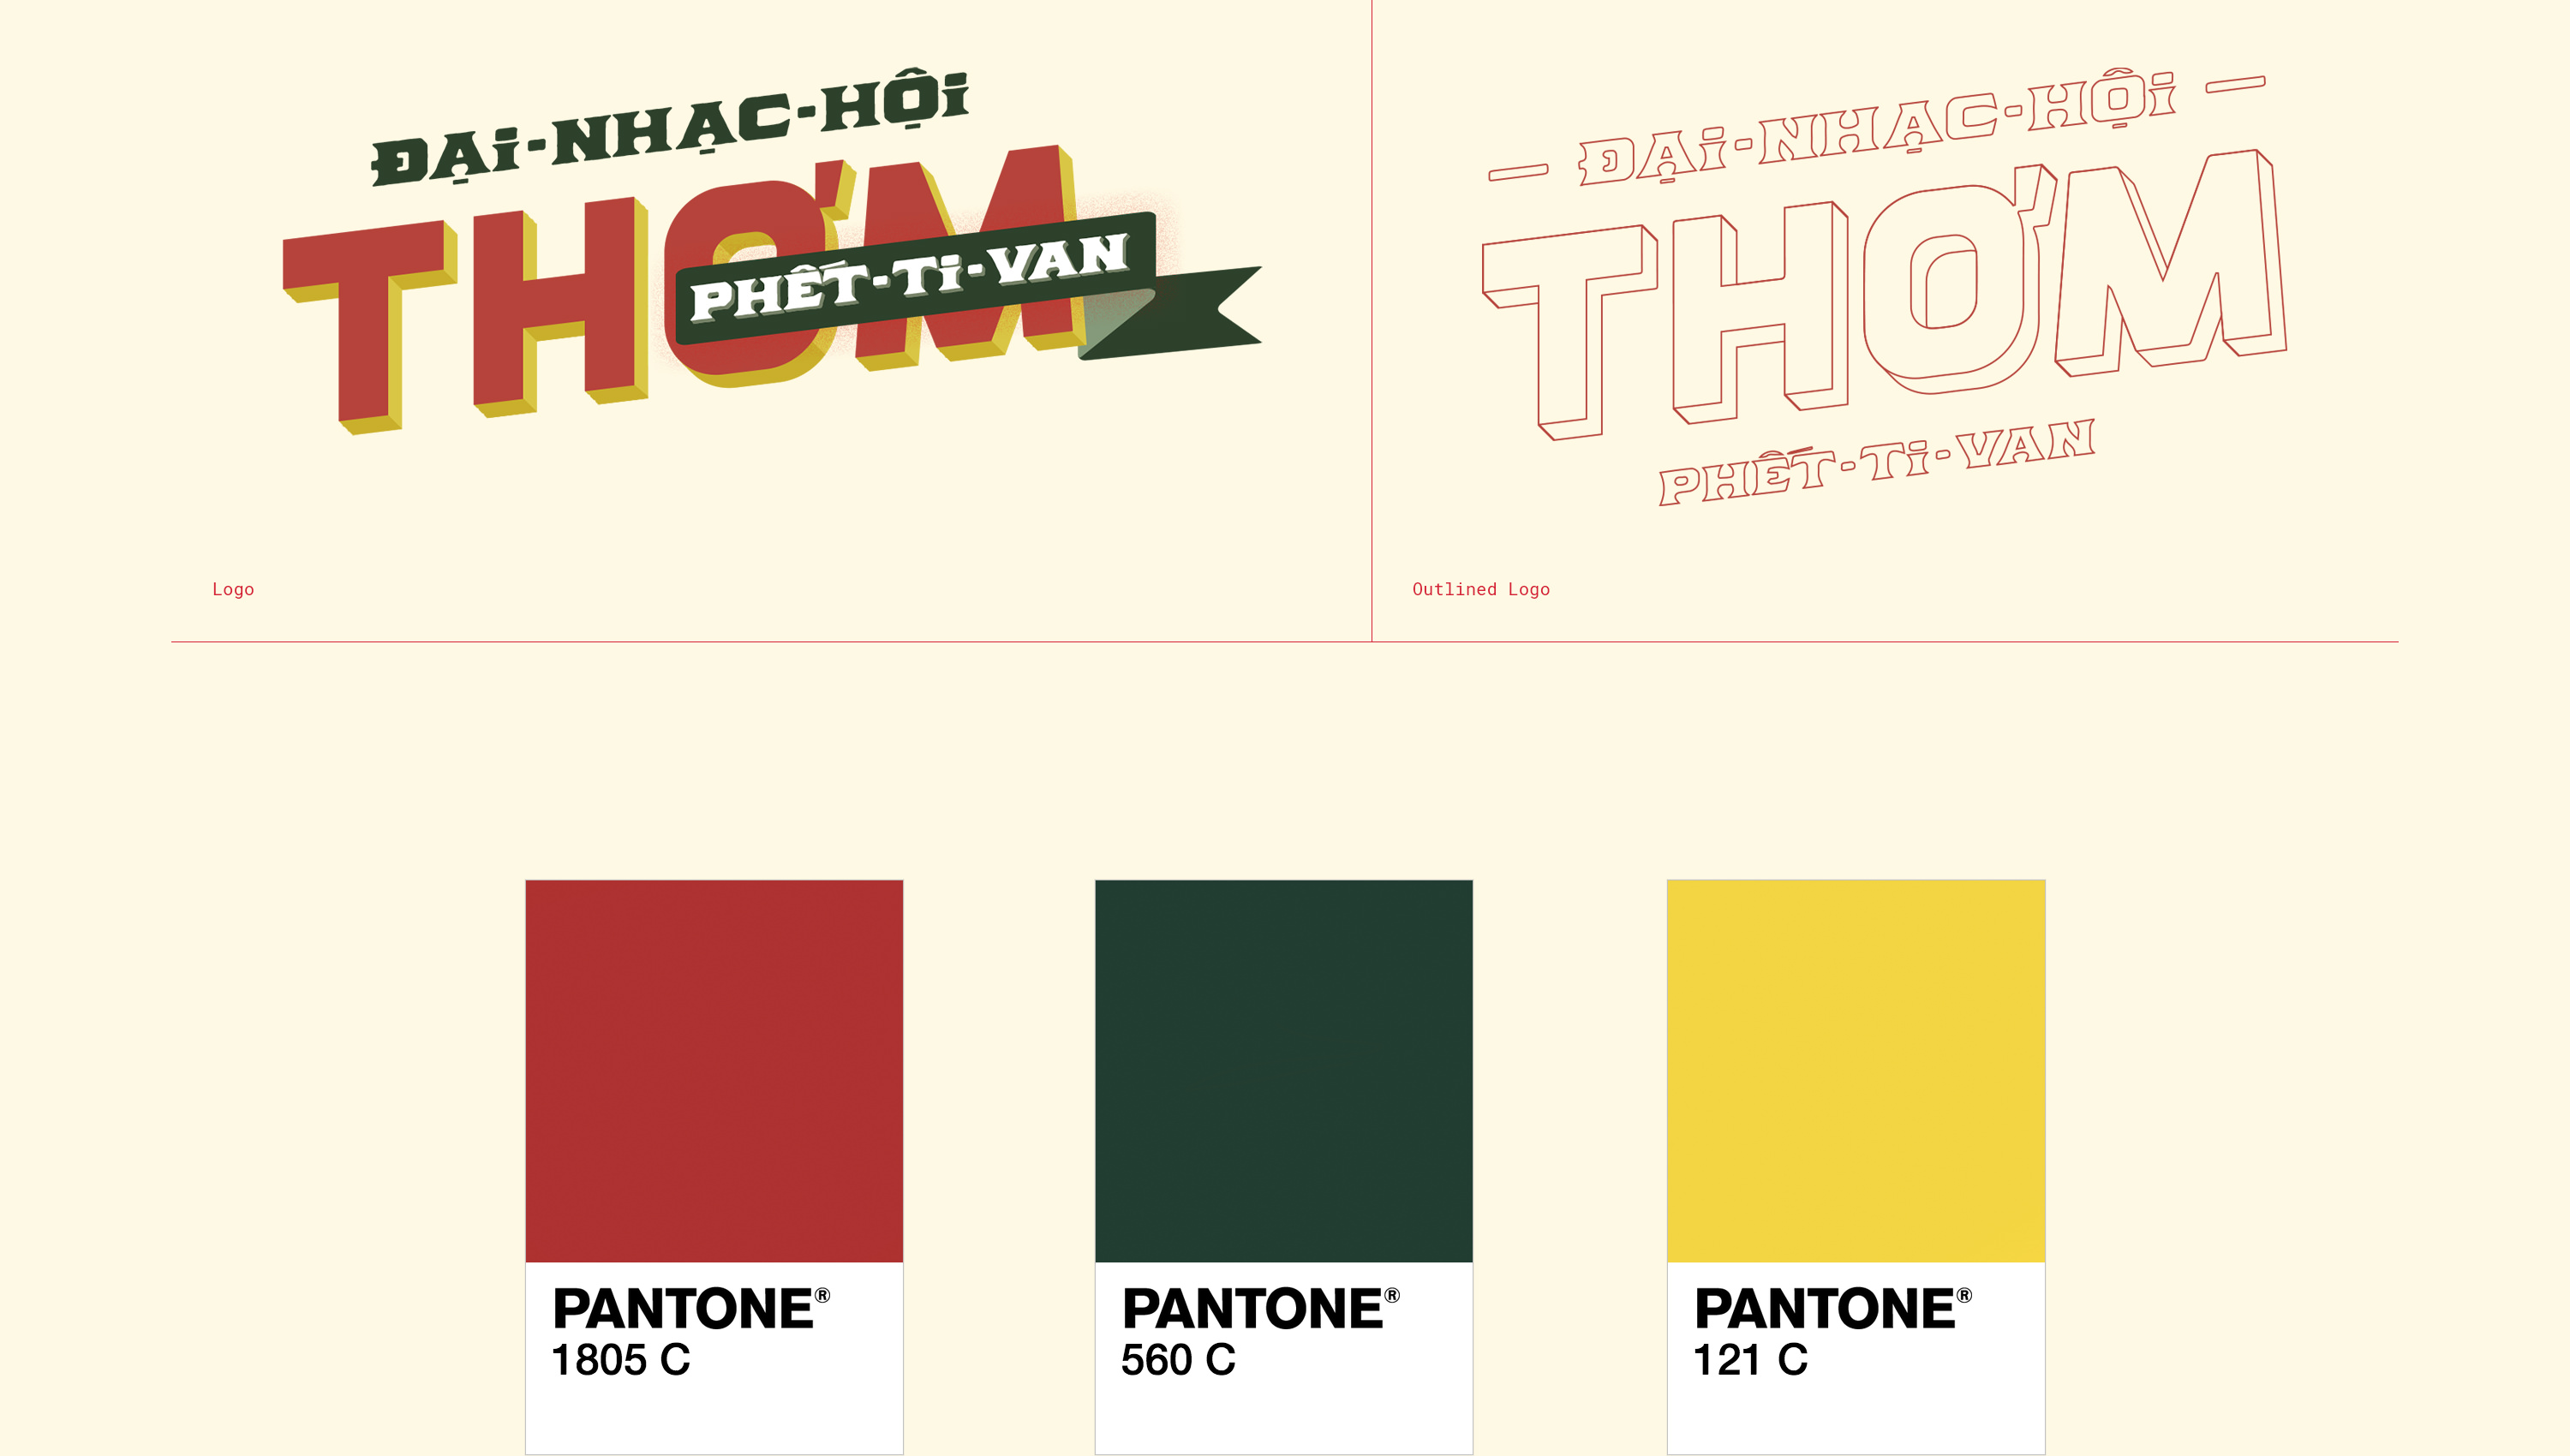 ĐẠi-NHẠC-HỘi
THƠM
PHẾT-Ti-VAN
Logo
— ĐẠi-NHẠC-HỘi —
THƠM
PHẾT-Ti-VAN
Outlined Logo
PANTONE®
1805 C
PANTONE®
560 C
PANTONE®
121 C